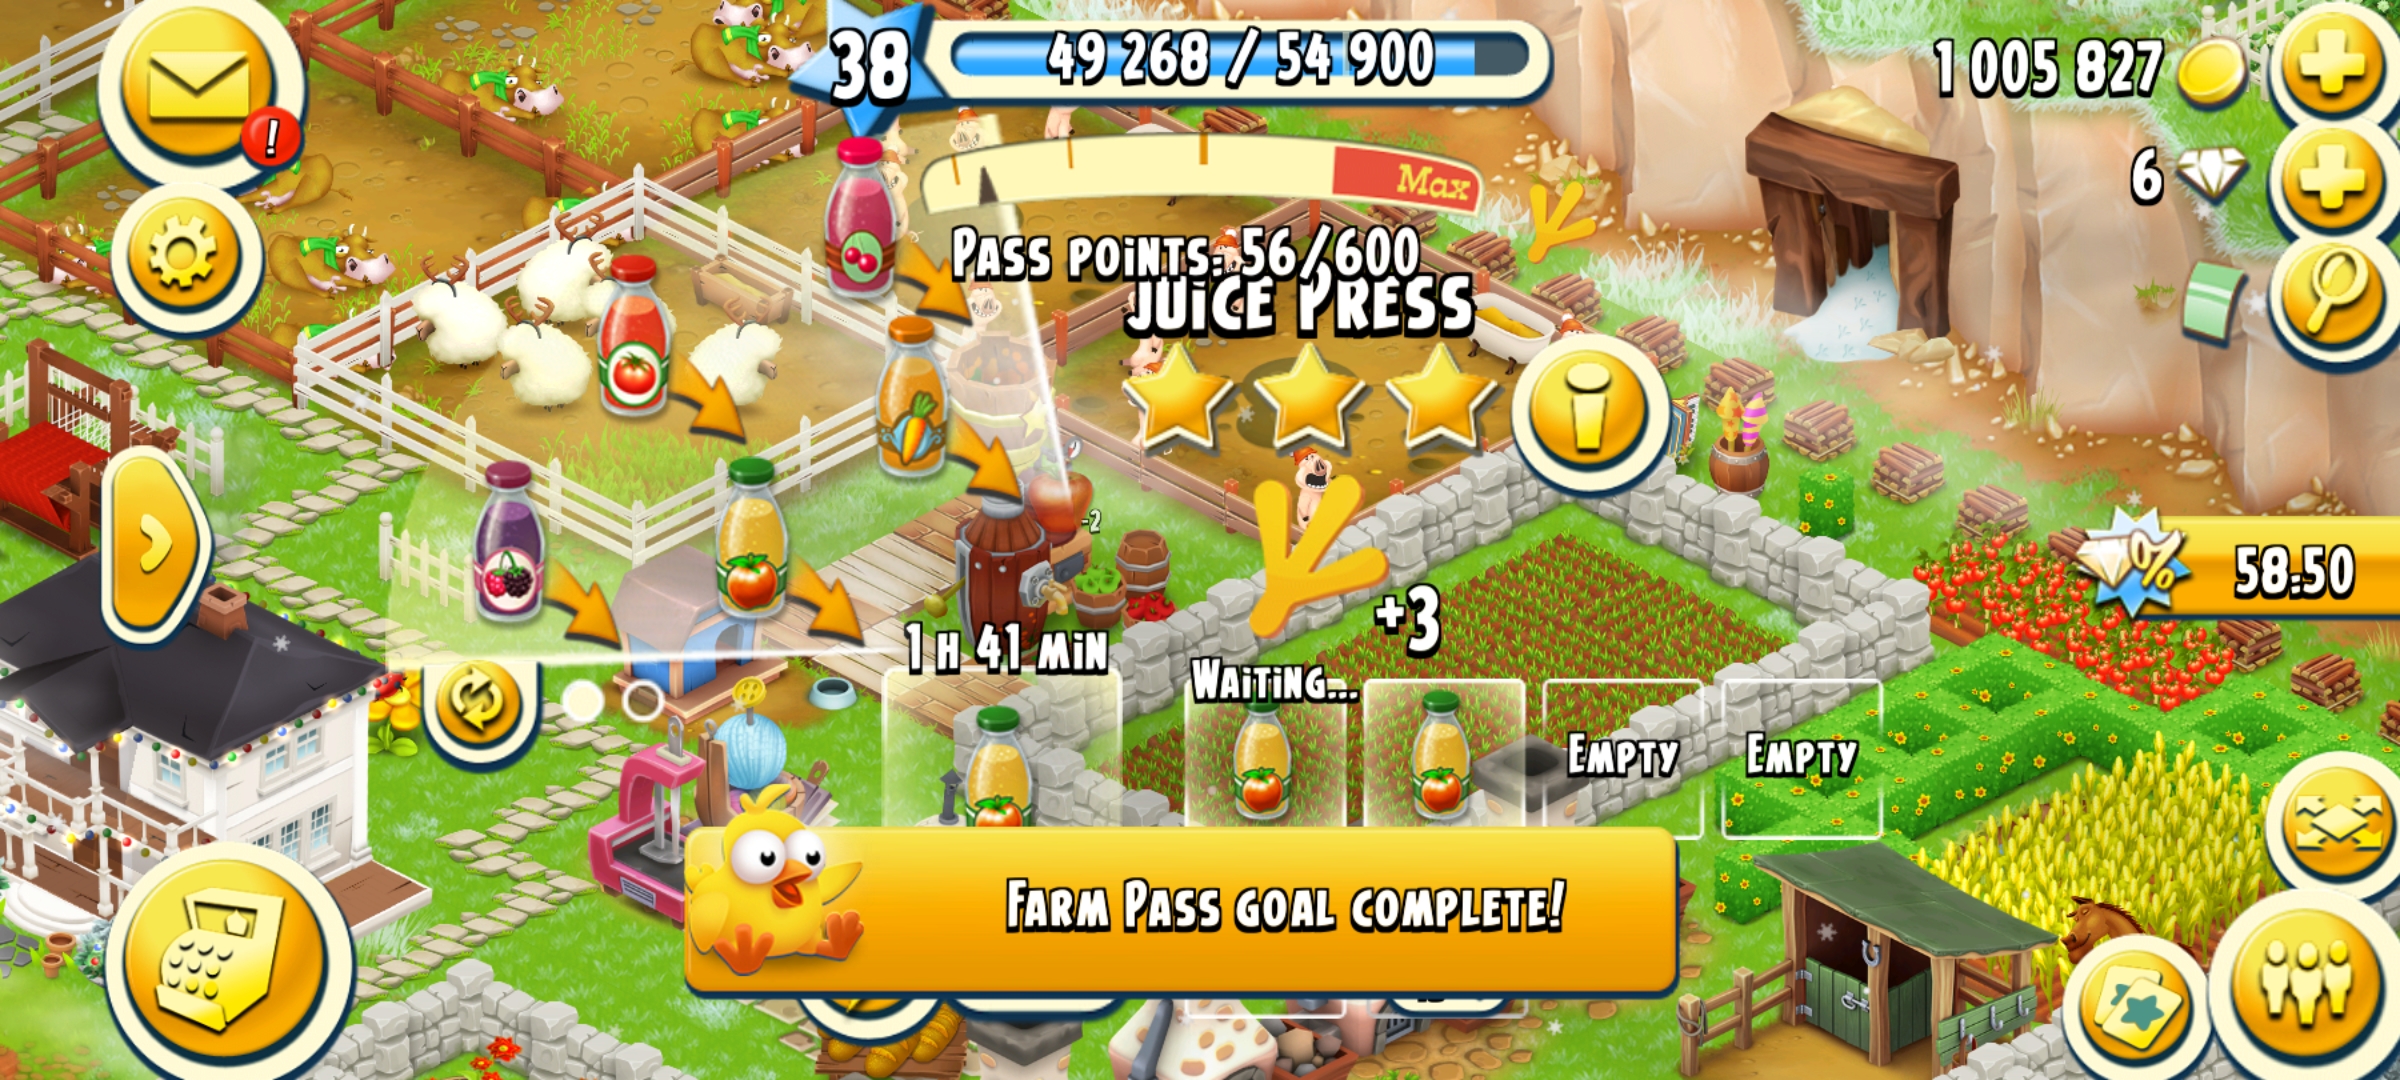 38
49 268 / 54 900
1 005 827
6
Max
Pass points: 56/600
Juice Press
-2
58:50
+3
1 h 41 min
Waiting...
Empty
Empty
Farm Pass goal complete!